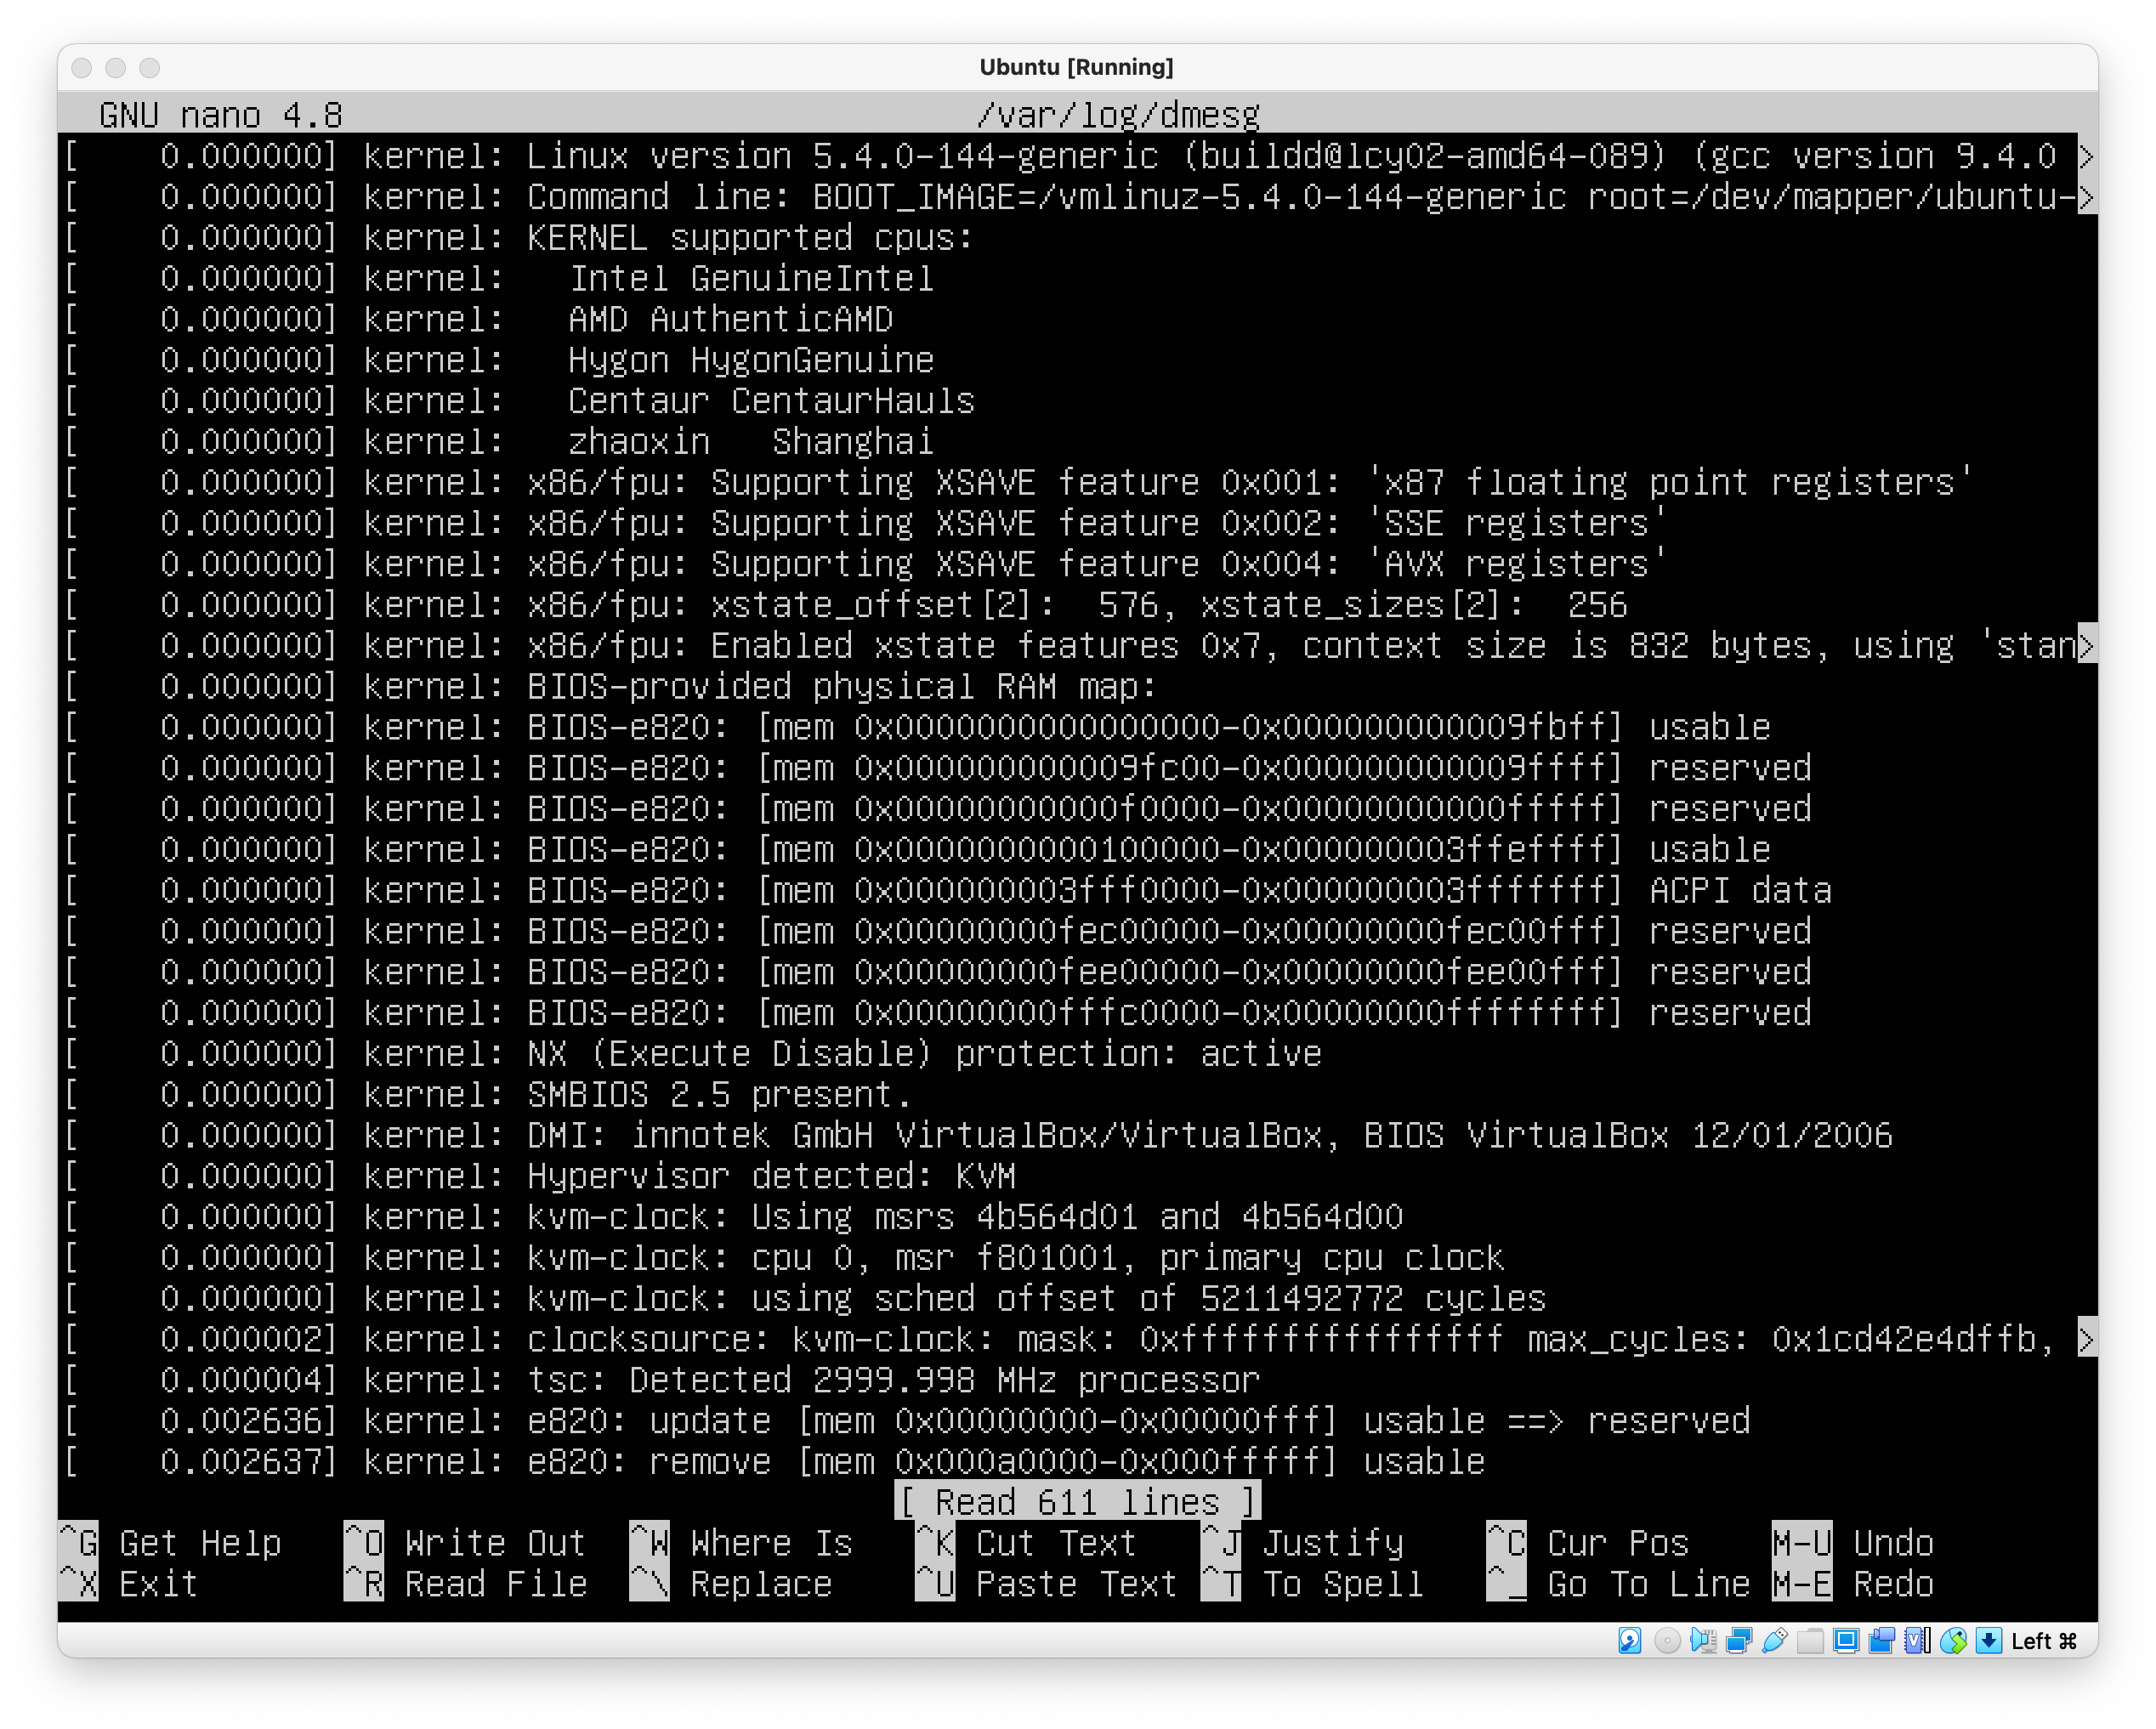 Ubuntu [Running]
GNU nano 4.8 /var/log/dmesg
[    0.000000] kernel: Linux version 5.4.0-144-generic (buildd@lcy02-amd64-089) (gcc version 9.4.0 >
[    0.000000] kernel: Command line: BOOT_IMAGE=/vmlinuz-5.4.0-144-generic root=/dev/mapper/ubuntu->
[    0.000000] kernel: KERNEL supported cpus:
[    0.000000] kernel:   Intel GenuineIntel
[    0.000000] kernel:   AMD AuthenticAMD
[    0.000000] kernel:   Hygon HygonGenuine
[    0.000000] kernel:   Centaur CentaurHauls
[    0.000000] kernel:   zhaoxin   Shanghai
[    0.000000] kernel: x86/fpu: Supporting XSAVE feature 0x001: 'x87 floating point registers'
[    0.000000] kernel: x86/fpu: Supporting XSAVE feature 0x002: 'SSE registers'
[    0.000000] kernel: x86/fpu: Supporting XSAVE feature 0x004: 'AVX registers'
[    0.000000] kernel: x86/fpu: xstate_offset[2]:  576, xstate_sizes[2]:  256
[    0.000000] kernel: x86/fpu: Enabled xstate features 0x7, context size is 832 bytes, using 'stan>
[    0.000000] kernel: BIOS-provided physical RAM map:
[    0.000000] kernel: BIOS-e820: [mem 0x0000000000000000-0x000000000009fbff] usable
[    0.000000] kernel: BIOS-e820: [mem 0x000000000009fc00-0x000000000009ffff] reserved
[    0.000000] kernel: BIOS-e820: [mem 0x00000000000f0000-0x00000000000fffff] reserved
[    0.000000] kernel: BIOS-e820: [mem 0x0000000000100000-0x000000003ffeffff] usable
[    0.000000] kernel: BIOS-e820: [mem 0x000000003fff0000-0x000000003fffffff] ACPI data
[    0.000000] kernel: BIOS-e820: [mem 0x00000000fec00000-0x00000000fec00fff] reserved
[    0.000000] kernel: BIOS-e820: [mem 0x00000000fee00000-0x00000000fee00fff] reserved
[    0.000000] kernel: BIOS-e820: [mem 0x00000000fffc0000-0x00000000ffffffff] reserved
[    0.000000] kernel: NX (Execute Disable) protection: active
[    0.000000] kernel: SMBIOS 2.5 present.
[    0.000000] kernel: DMI: innotek GmbH VirtualBox/VirtualBox, BIOS VirtualBox 12/01/2006
[    0.000000] kernel: Hypervisor detected: KVM
[    0.000000] kernel: kvm-clock: Using msrs 4b564d01 and 4b564d00
[    0.000000] kernel: kvm-clock: cpu 0, msr f801001, primary cpu clock
[    0.000000] kernel: kvm-clock: using sched offset of 5211492772 cycles
[    0.000002] kernel: clocksource: kvm-clock: mask: 0xffffffffffffffff max_cycles: 0x1cd42e4dffb, >
[    0.000004] kernel: tsc: Detected 2999.998 MHz processor
[    0.002636] kernel: e820: update [mem 0x00000000-0x00000fff] usable ==> reserved
[    0.002637] kernel: e820: remove [mem 0x000a0000-0x000fffff] usable
[ Read 611 lines ]
^G Get Help ^O Write Out ^W Where Is ^K Cut Text ^J Justify ^C Cur Pos M-U Undo
^X Exit ^R Read File ^\ Replace ^U Paste Text ^T To Spell ^_ Go To Line M-E Redo
Left ⌘